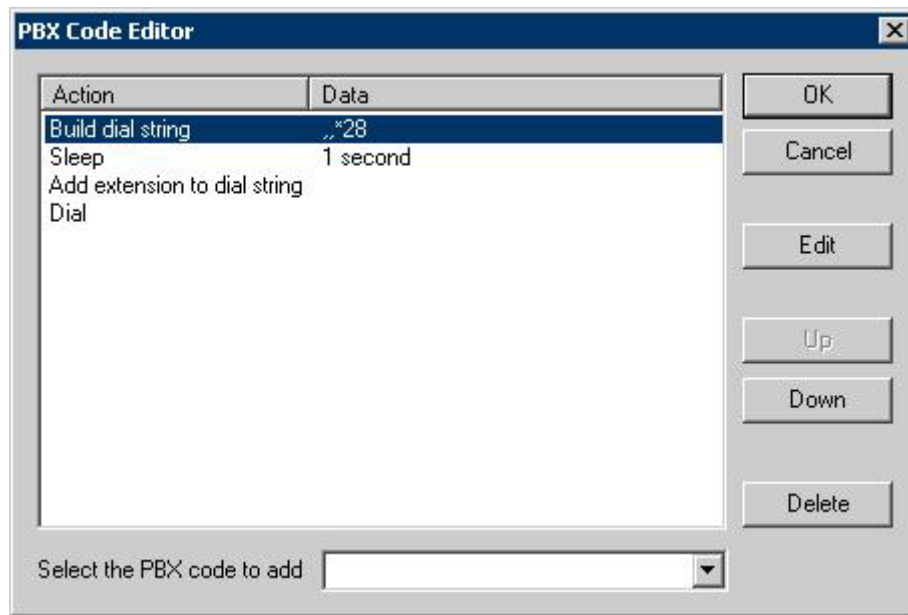 PBX Code Editor
Action Data
OK
Build dial string ,,*28
Sleep 1 second
Cancel
Add extension to dial string
Dial
Edit
Up
Down
Delete
Select the PBX code to add